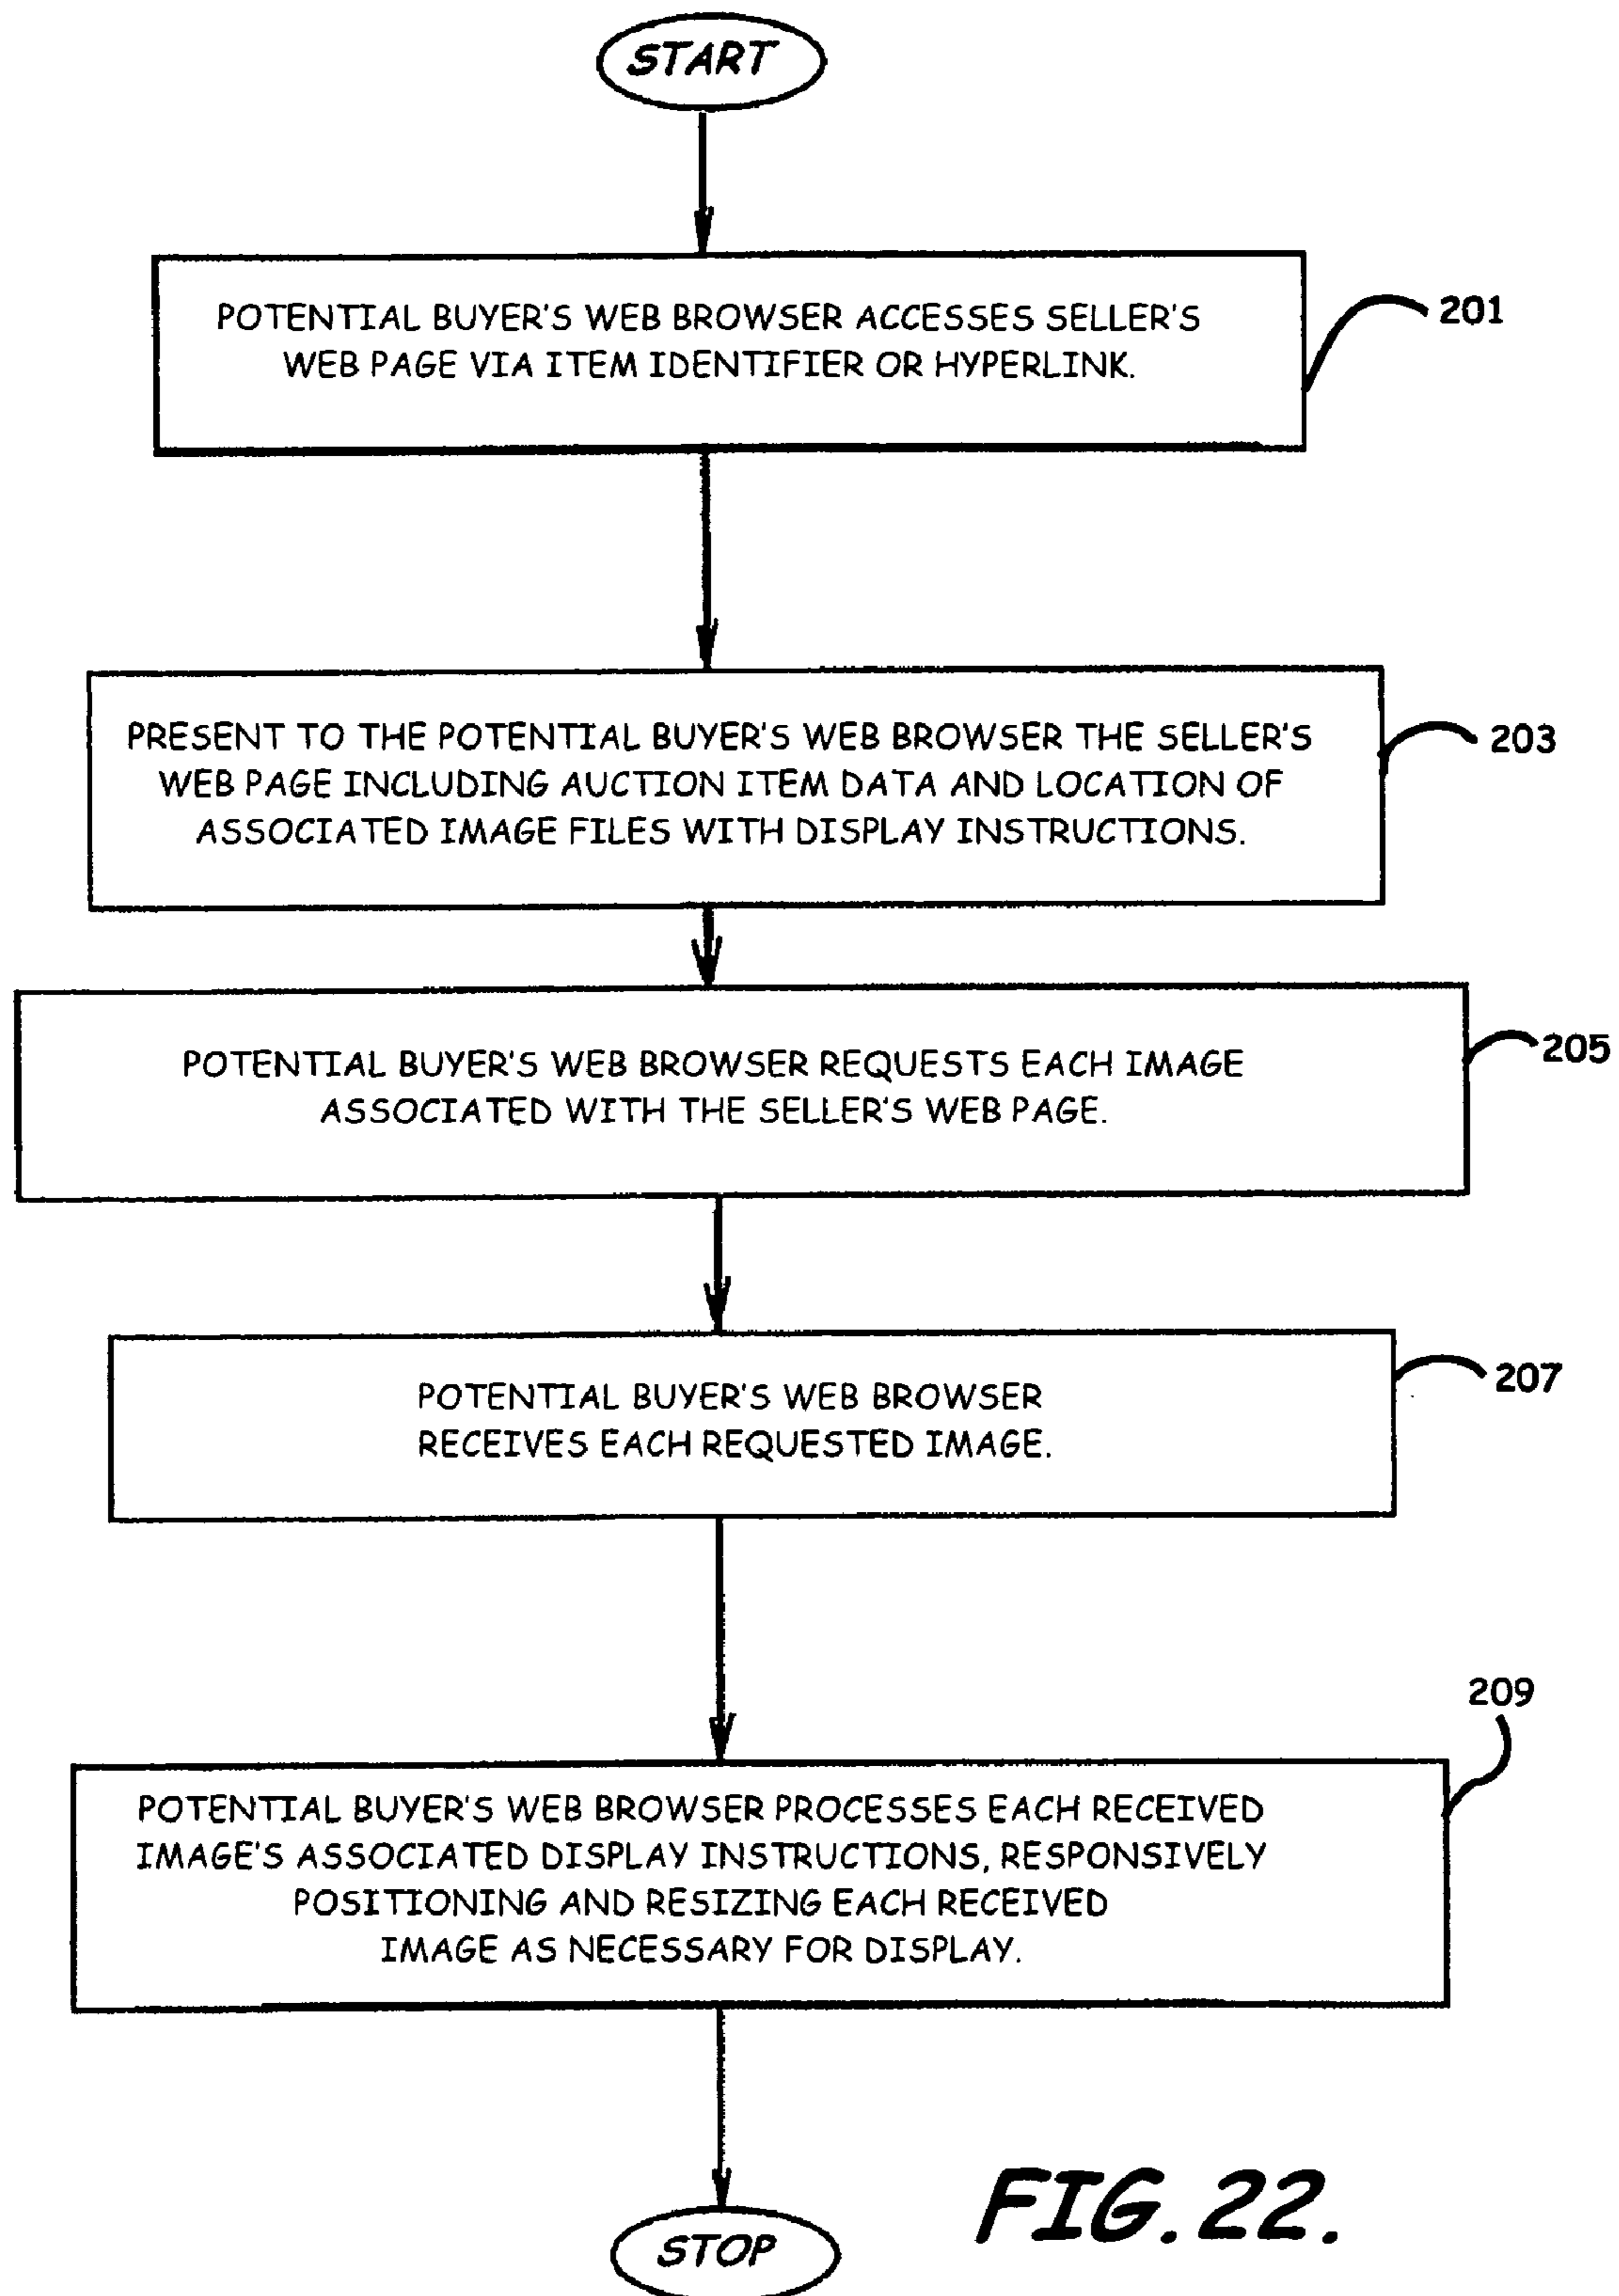 START
POTENTIAL BUYER'S WEB BROWSER ACCESSES SELLER'S
WEB PAGE VIA ITEM IDENTIFIER OR HYPERLINK.
201
PRESENT TO THE POTENTIAL BUYER'S WEB BROWSER THE SELLER'S
WEB PAGE INCLUDING AUCTION ITEM DATA AND LOCATION OF
ASSOCIATED IMAGE FILES WITH DISPLAY INSTRUCTIONS.
203
POTENTIAL BUYER'S WEB BROWSER REQUESTS EACH IMAGE
ASSOCIATED WITH THE SELLER'S WEB PAGE.
205
POTENTIAL BUYER'S WEB BROWSER
RECEIVES EACH REQUESTED IMAGE.
207
209
POTENTIAL BUYER'S WEB BROWSER PROCESSES EACH RECEIVED
IMAGE'S ASSOCIATED DISPLAY INSTRUCTIONS, RESPONSIVELY
POSITIONING AND RESIZING EACH RECEIVED
IMAGE AS NECESSARY FOR DISPLAY.
STOP
FIG. 22.